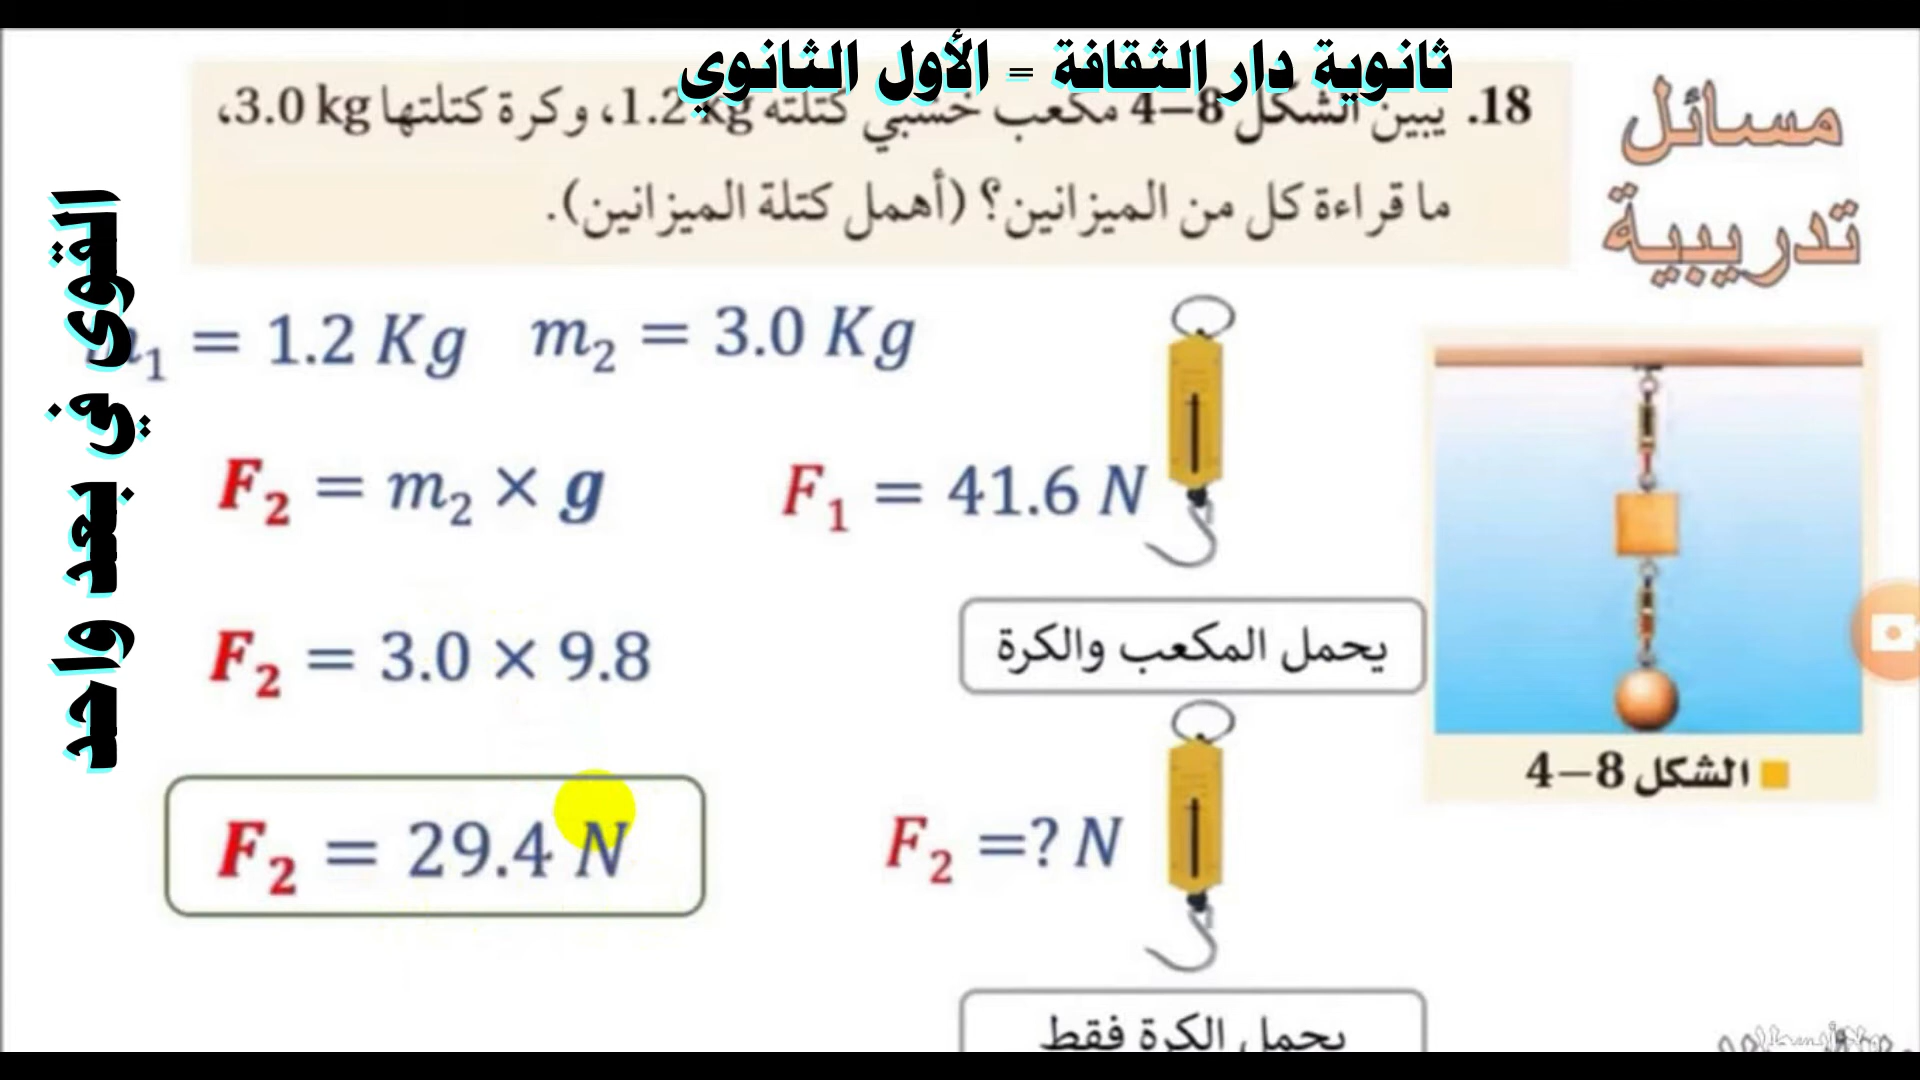 ثانوية دار الثقافة = الأول الثانوي
مسائل تدريبية
18. يبين الشكل 8–4 مكعب خشبي كتلته 1.2 kg، وكرة كتلتها 3.0 kg،
ما قراءة كل من الميزانين؟ (أهمل كتلة الميزانين).
القوى في بعد واحد
m₁ = 1.2 Kg m₂ = 3.0 Kg
F₂ = m₂ × g
F₁ = 41.6 N
F₂ = 3.0 × 9.8
يحمل المكعب والكرة
الشكل 8–4
F₂ = 29.4 N
F₂ =? N
يحمل الكرة فقط